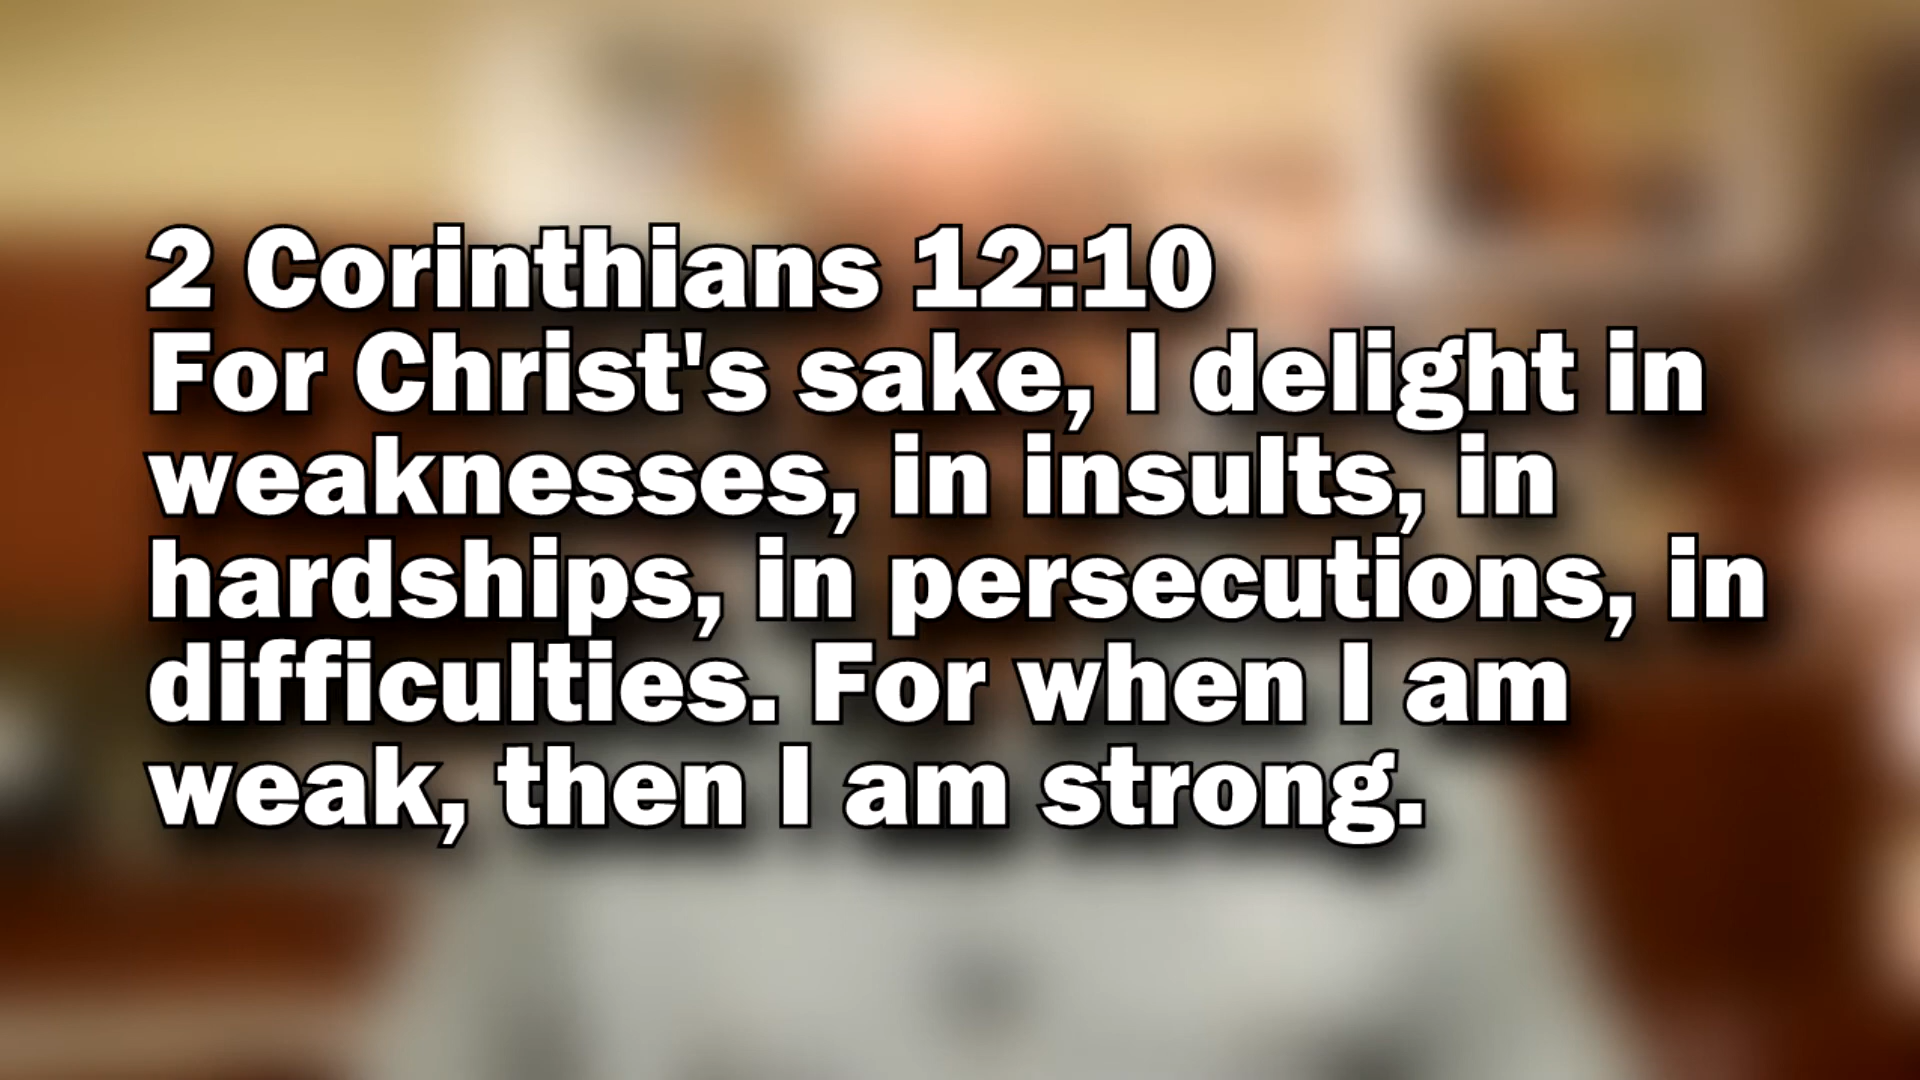 2 Corinthians 12:10
For Christ's sake, I delight in
weaknesses, in insults, in
hardships, in persecutions, in
difficulties. For when I am
weak, then I am strong.